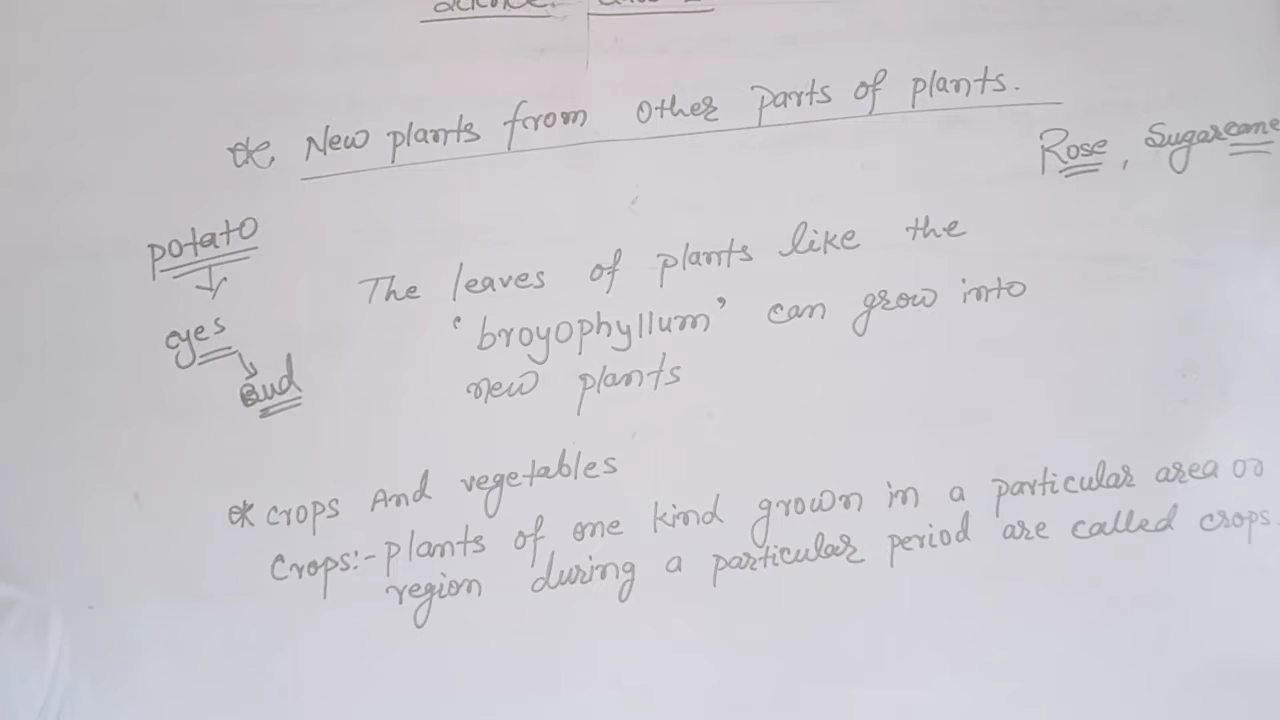 * New plants from other parts of plants.
Rose, Sugarcane
potato
eyes
Bud
The leaves of plants like the
'broyophyllum' can grow into
new plants
* crops And vegetables
Crops:- plants of one kind grown in a particular area or
region during a particular period are called crops